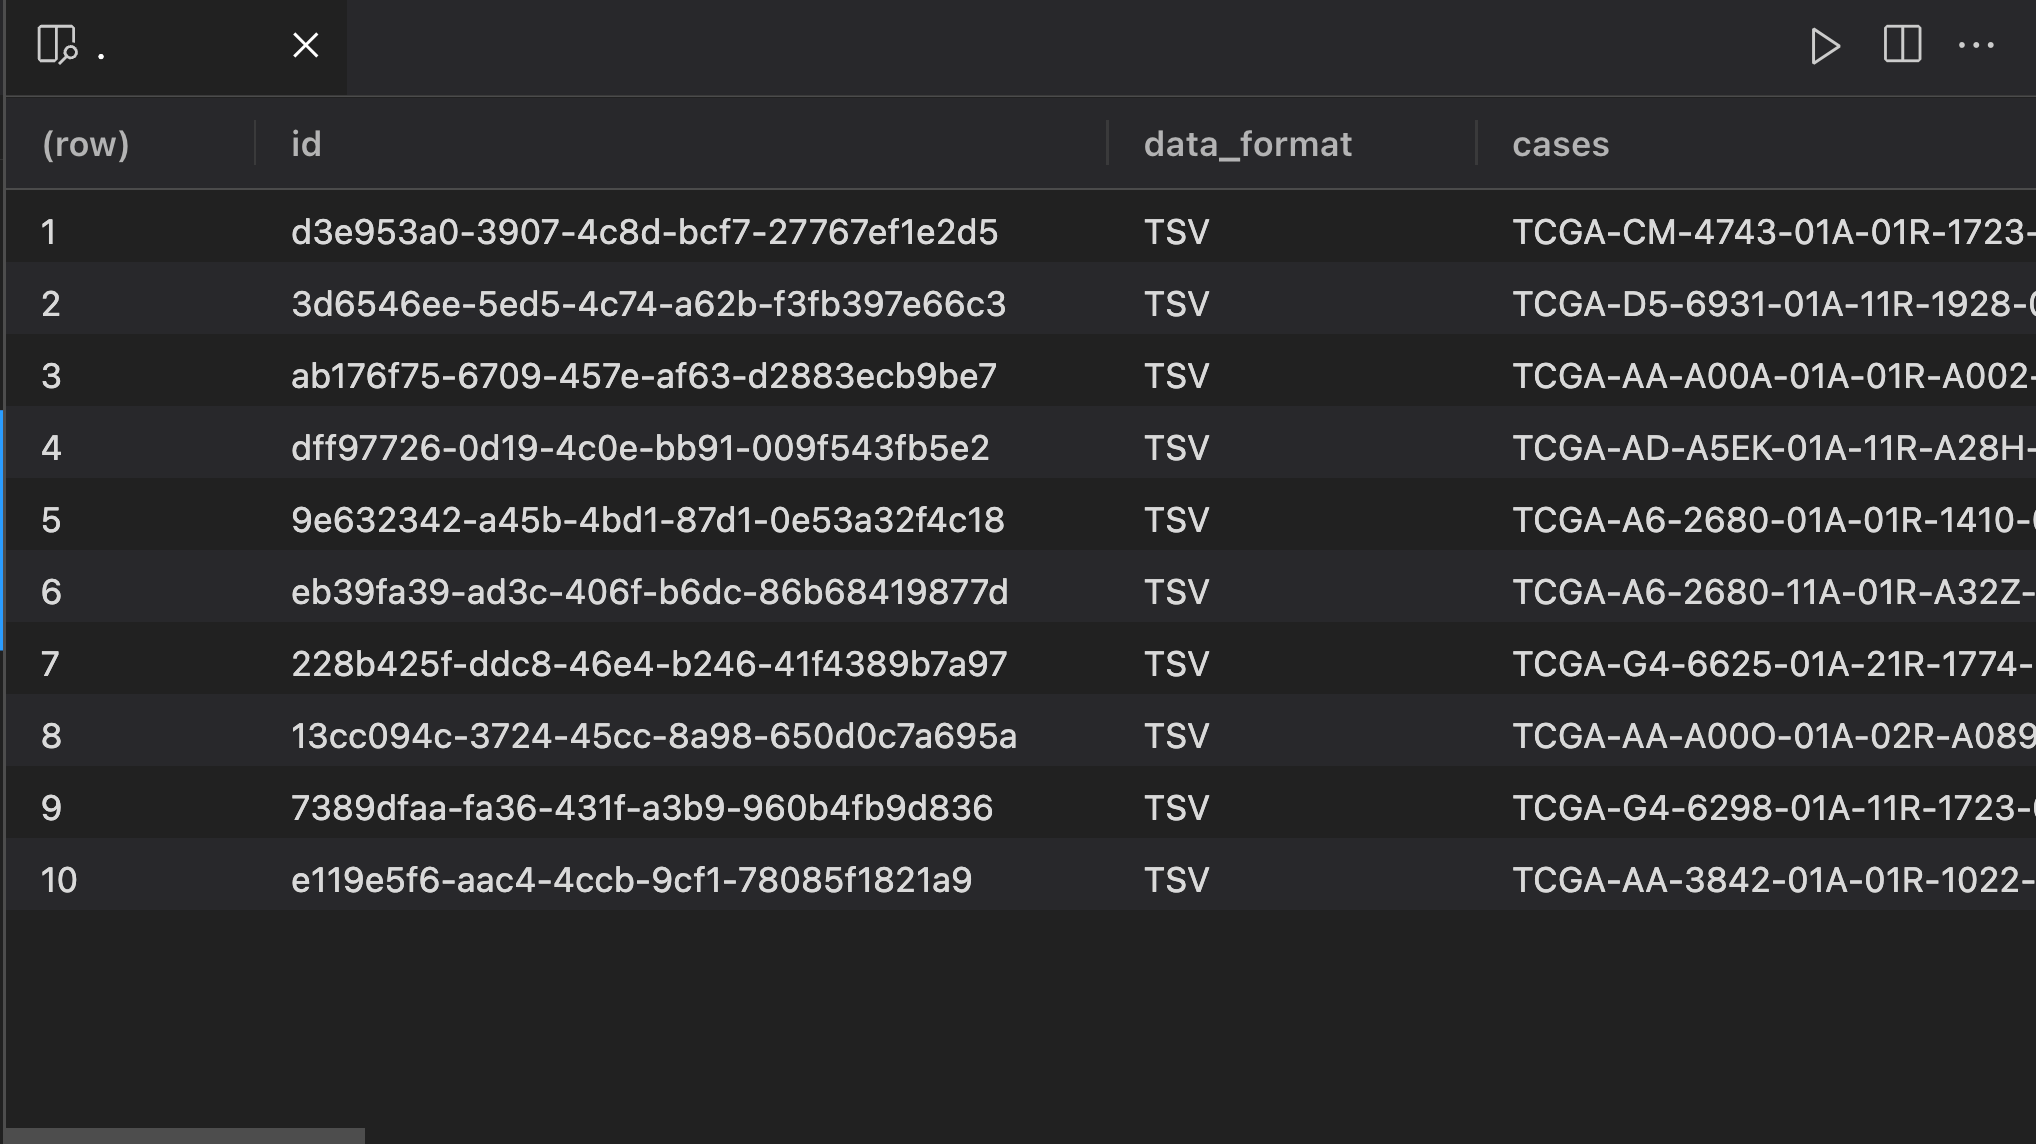 .
(row) id data_format cases
1 d3e953a0-3907-4c8d-bcf7-27767ef1e2d5 TSV TCGA-CM-4743-01A-01R-1723-
2 3d6546ee-5ed5-4c74-a62b-f3fb397e66c3 TSV TCGA-D5-6931-01A-11R-1928-0
3 ab176f75-6709-457e-af63-d2883ecb9be7 TSV TCGA-AA-A00A-01A-01R-A002-
4 dff97726-0d19-4c0e-bb91-009f543fb5e2 TSV TCGA-AD-A5EK-01A-11R-A28H-
5 9e632342-a45b-4bd1-87d1-0e53a32f4c18 TSV TCGA-A6-2680-01A-01R-1410-0
6 eb39fa39-ad3c-406f-b6dc-86b68419877d TSV TCGA-A6-2680-11A-01R-A32Z-
7 228b425f-ddc8-46e4-b246-41f4389b7a97 TSV TCGA-G4-6625-01A-21R-1774-
8 13cc094c-3724-45cc-8a98-650d0c7a695a TSV TCGA-AA-A00O-01A-02R-A089
9 7389dfaa-fa36-431f-a3b9-960b4fb9d836 TSV TCGA-G4-6298-01A-11R-1723-0
10 e119e5f6-aac4-4ccb-9cf1-78085f1821a9 TSV TCGA-AA-3842-01A-01R-1022-